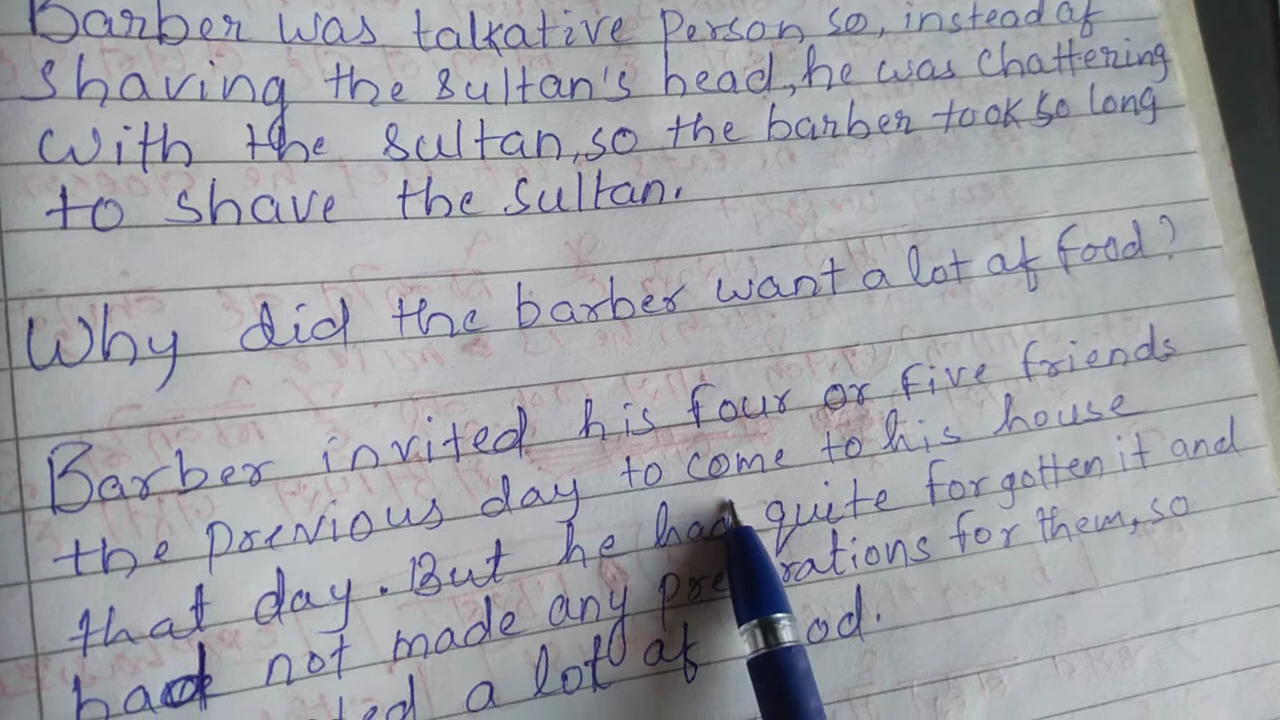 Barber was talkative Person so, instead of
shaving the Sultan's head, he was Chattering
With the Sultan, so the barber took so long
to shave the Sultan.
Why did the barber want a lot of food?
Barber invited his four or five friends
the previous day to come to his house
that day. But he had quite forgotten it and
had not made any for them, so
a lot of